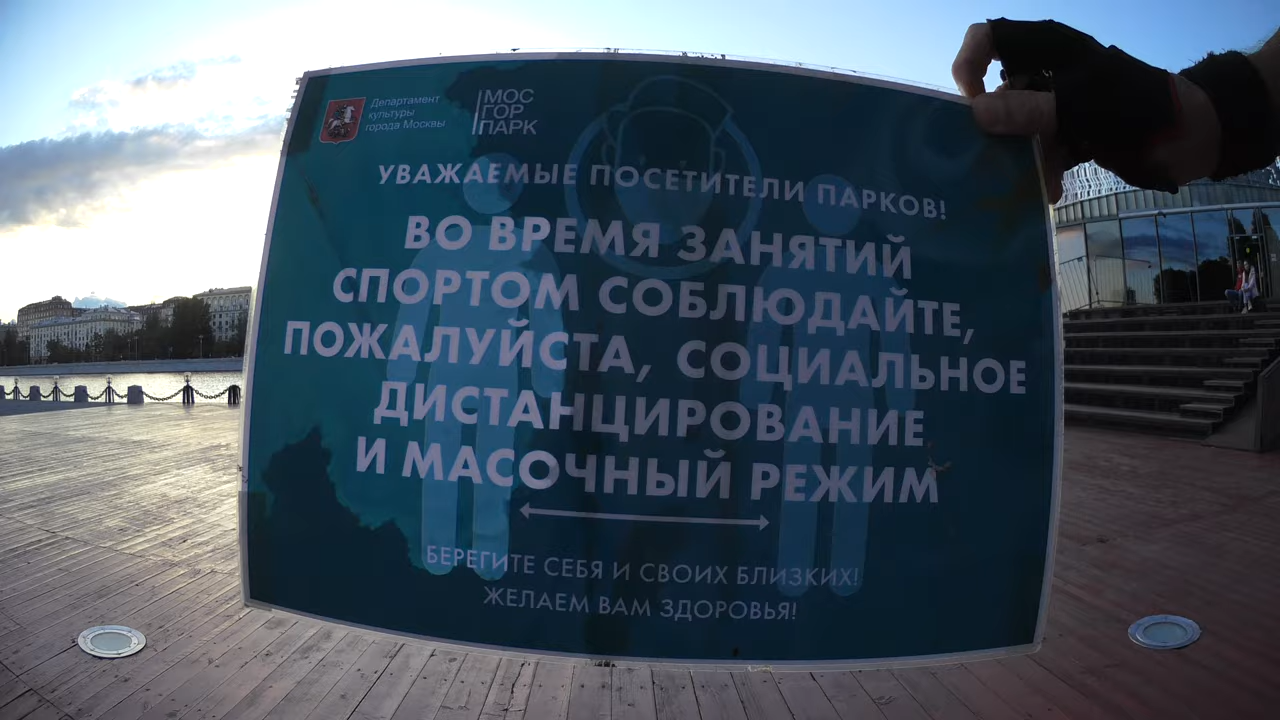 Департамент
культуры
города Москвы
МОС
ГОР
ПАРК
УВАЖАЕМЫЕ ПОСЕТИТЕЛИ ПАРКОВ!
ВО ВРЕМЯ ЗАНЯТИЙ
СПОРТОМ СОБЛЮДАЙТЕ,
ПОЖАЛУЙСТА, СОЦИАЛЬНОЕ
ДИСТАНЦИРОВАНИЕ
И МАСОЧНЫЙ РЕЖИМ
БЕРЕГИТЕ СЕБЯ И СВОИХ БЛИЗКИХ!
ЖЕЛАЕМ ВАМ ЗДОРОВЬЯ!